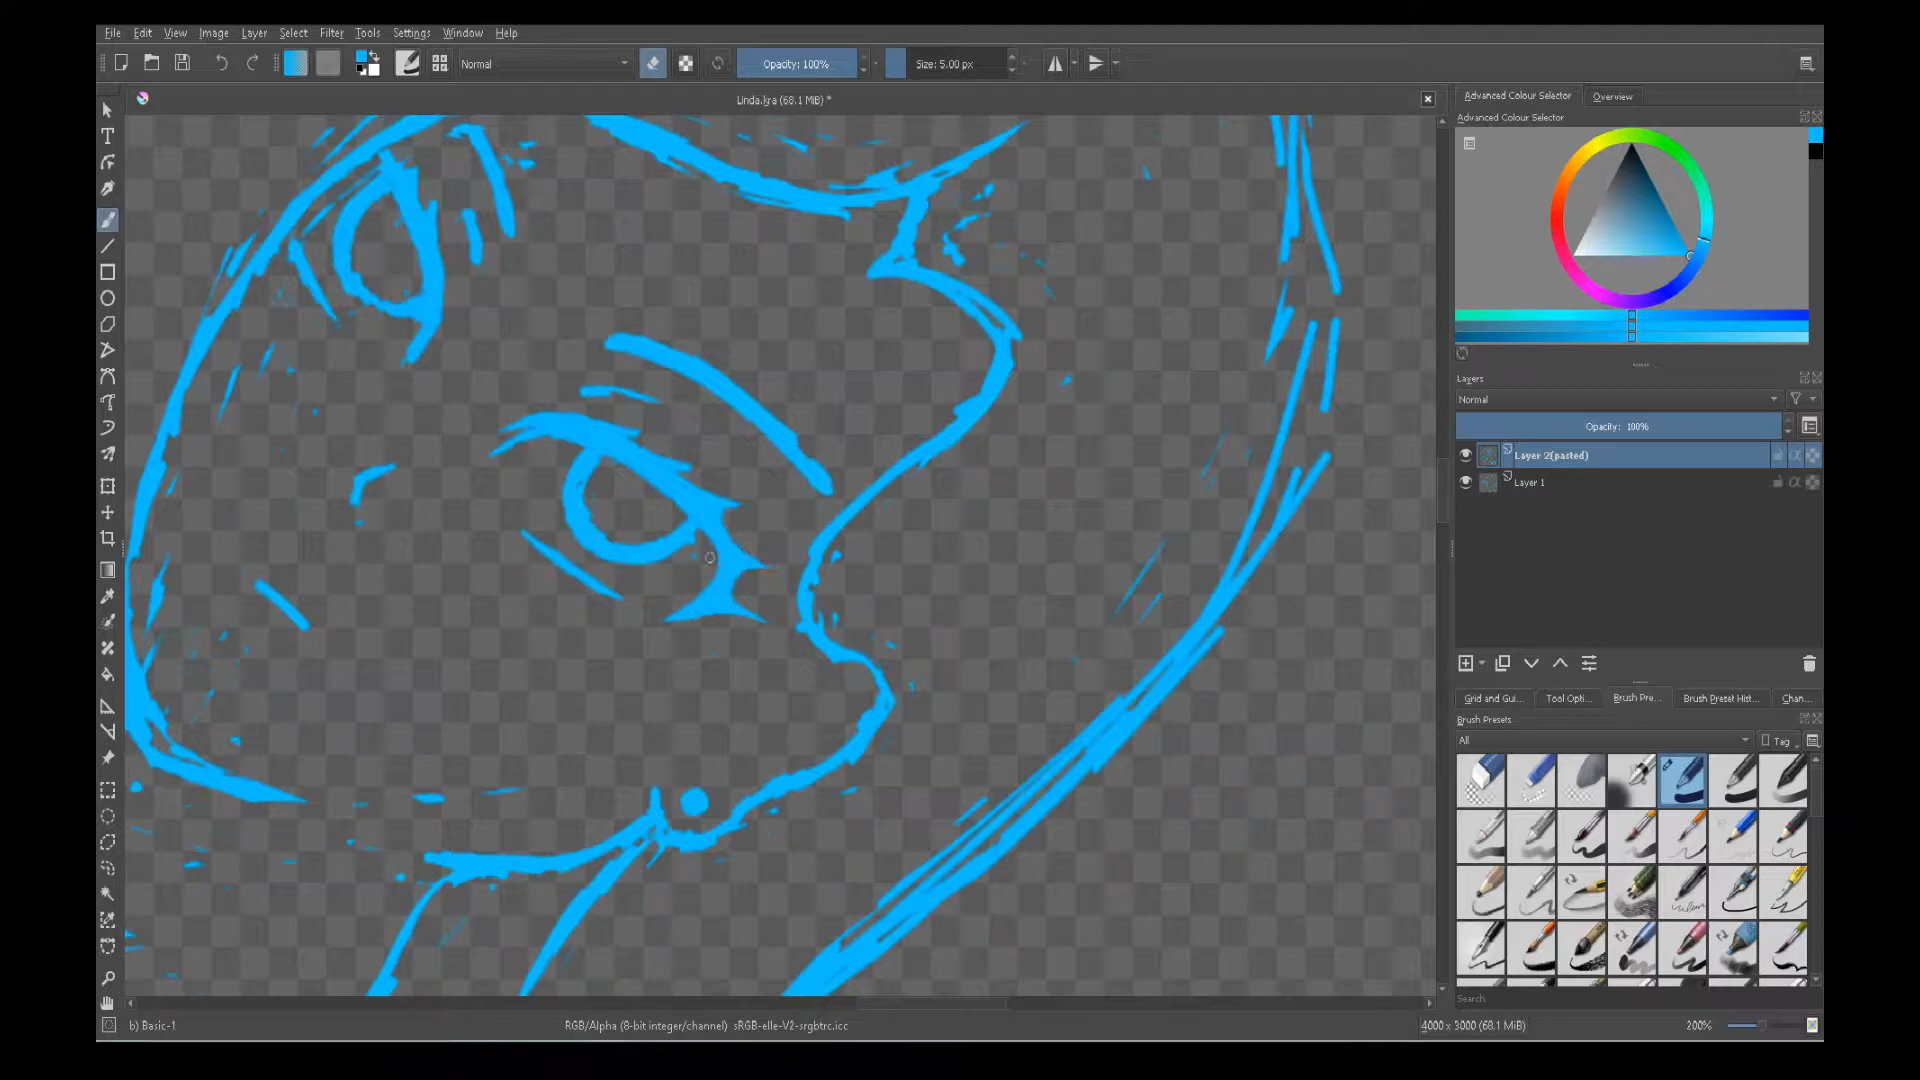 File Edit View Image Layer Select Filter Tools Settings Window Help
Normal Opacity: 100% Size: 5.00 px
Linda.kra (68.1 MiB) *
Advanced Colour Selector Overview
Advanced Colour Selector
Layers
Normal
Opacity: 100%
Layer 2(pasted)
Layer 1
Grid and Gui... Tool Opti... Brush Pre... Brush Preset Hist... Chan...
Brush Presets
All Tag
Search
b) Basic-1 RGB/Alpha (8-bit integer/channel) sRGB-elle-V2-srgbtrc.icc 4000 x 3000 (68.1 MiB) 200%